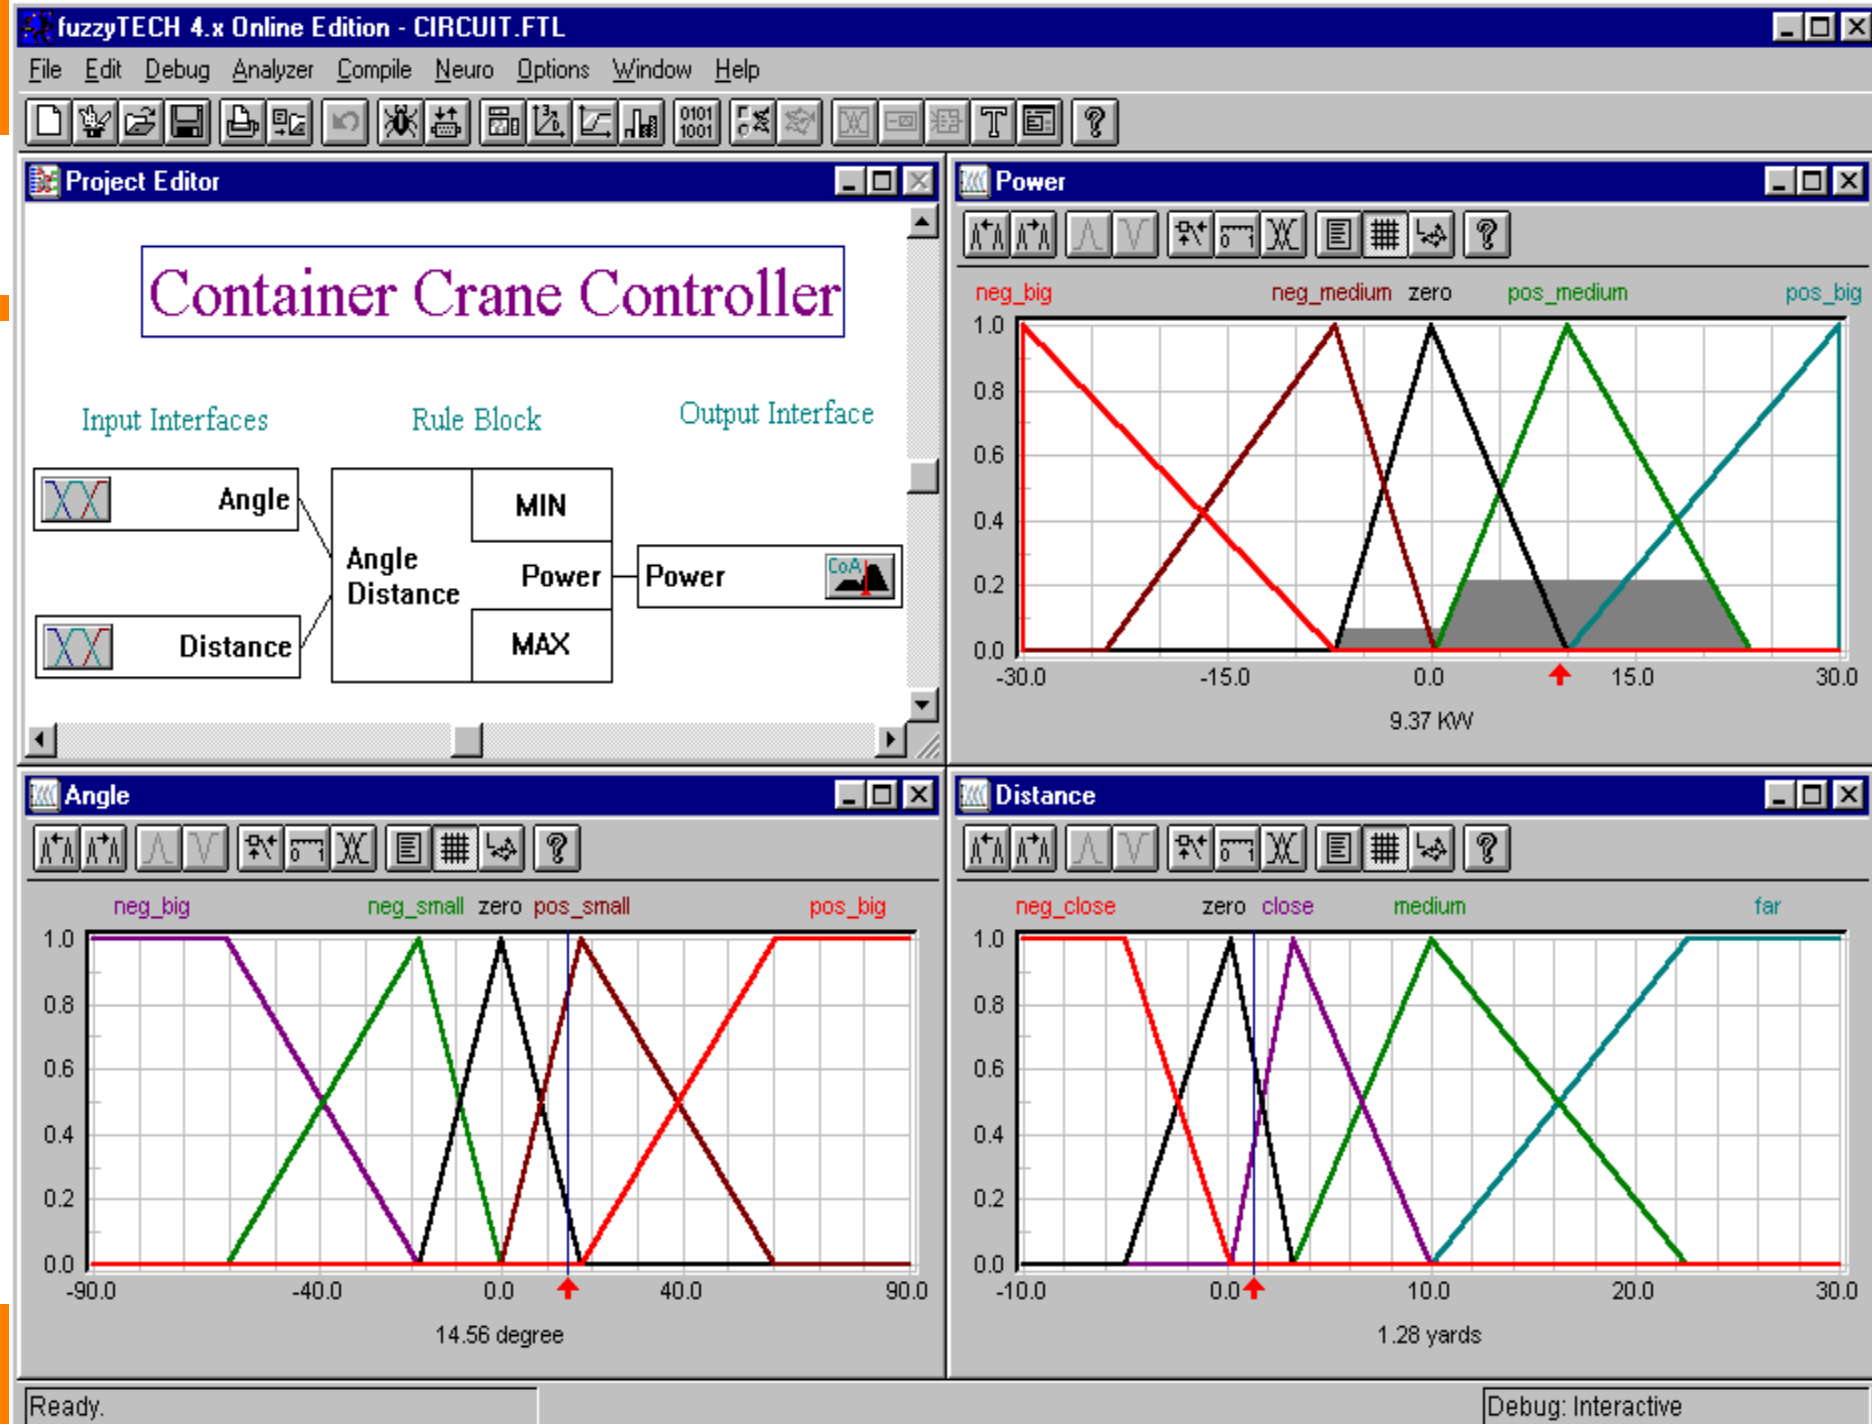 fuzzyTECH 4.x Online Edition - CIRCUIT.FTL
File Edit Debug Analyzer Compile Neuro Options Window Help
0101
1001
Project Editor
Container Crane Controller
Input Interfaces Rule Block Output Interface
Angle
MIN
Angle
Distance
Power
Power
CoA
Distance
MAX
Power
neg_big neg_medium zero pos_medium pos_big
1.0
0.8
0.6
0.4
0.2
0.0
-30.0 -15.0 0.0 15.0 30.0
9.37 KW
Angle
neg_big neg_small zero pos_small pos_big
1.0
0.8
0.6
0.4
0.2
0.0
-90.0 -40.0 0.0 40.0 90.0
14.56 degree
Distance
neg_close zero close medium far
1.0
0.8
0.6
0.4
0.2
0.0
-10.0 0.0 10.0 20.0 30.0
1.28 yards
Ready.
Debug: Interactive